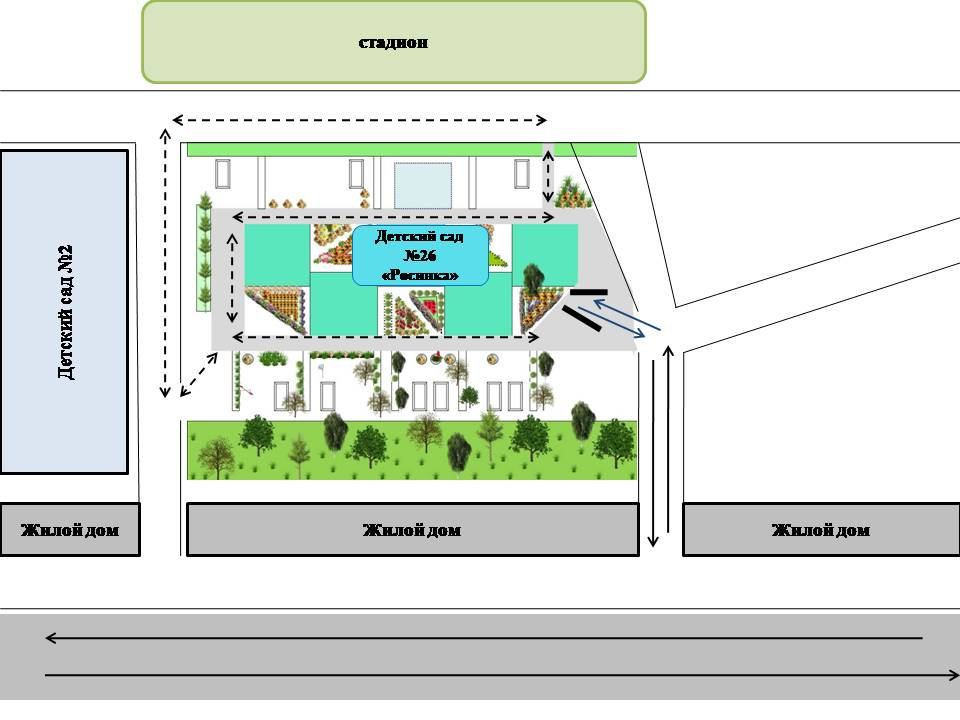 стадион
Детский сад
№26
«Росинка»
Детский сад №2
Жилой дом
Жилой дом
Жилой дом